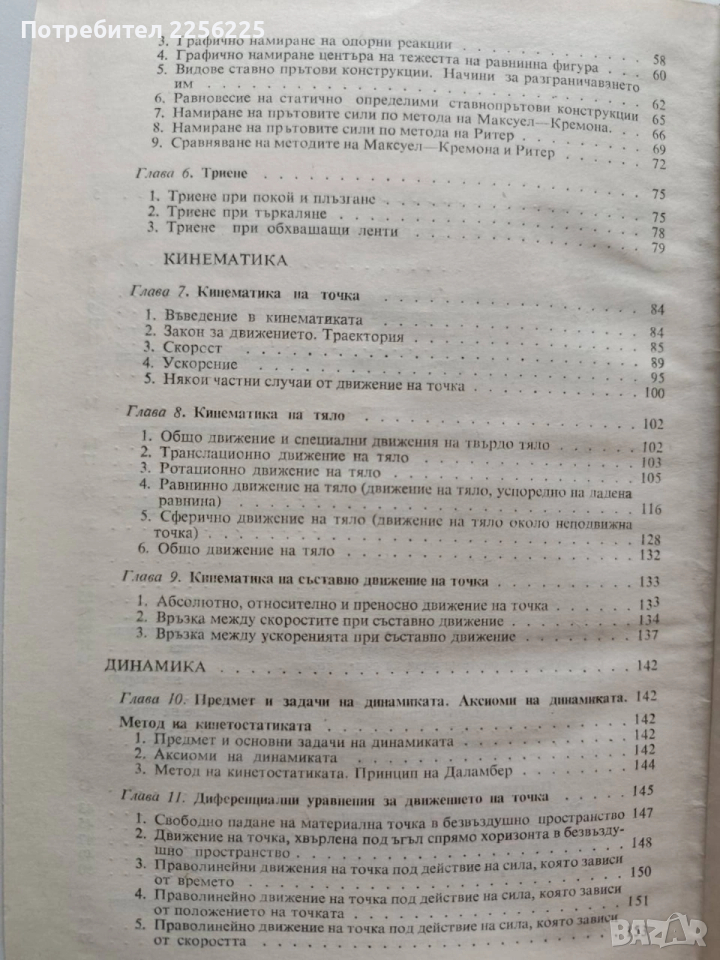 Потребител 2256225
3. Графично намиране на опорни реакции . . . 58
4. Графично намиране центъра на тежестта на равнинна фигура . . . 60
5. Видове ставно прътови конструкции. Начини за разграничаването
им . . . 62
6. Равновесие на статично определими ставнопрътови конструкции 65
7. Намиране на прътовите сили по метола на Максуел—Кремона. 66
8. Намиране на прътовите сили по метода на Ритер . . . 69
9. Сравняване на методите на Максуел—Кремона и Ритер . . . 72
Глава 6. Триене . . . 75
1. Триене при покой и плъзгане . . . 75
2. Триене при търкаляне . . . 78
3. Триене при обхващащи ленти . . . 79
КИНЕМАТИКА
Глава 7. Кинематика на точка . . . 84
1. Въведение в кинематиката . . . 84
2. Закон за движението. Траектория . . . 85
3. Скорост . . . 89
4. Ускорение . . . 95
5. Някои частни случаи от движение на точка . . . 100
Глава 8. Кинематика на тяло . . . 102
1. Общо движение и специални движения на твърло тяло . . . 102
2. Транслационно движение на тяло . . . 103
3. Ротационно движение на тяло . . . 105
4. Равнинно движение на тяло (движение на тяло, успоредно на дадена
равнина) . . . 116
5. Сферично движение на тяло (движение на тяло около неподвижна
точка) . . . 128
6. Общо движение на тяло . . . 132
Глава 9. Кинематика на съставно движение на точка . . . 133
1. Абсолютно, относително и преносно движение на точка . . . 133
2. Връзка между скоростите при съставно движение . . . 134
3. Връзка между ускоренията при съставно движение . . . 137
ДИНАМИКА . . . 142
Глава 10. Предмет и задачи на динамиката. Аксиоми на динамиката. 142
Метод на кинетостатиката . . . 142
1. Предмет и основни задачи на динамиката . . . 142
2. Аксиоми на динамиката . . . 142
3. Метод на кинетостатиката. Принцип на Даламбер . . . 144
Глава 11. Диференциални уравнения за движението на точка . . . 145
1. Свободно падане на материална точка в безвъздушно пространство 147
2. Движение на точка, хвърлена под ъгъл спрямо хоризонта в безвъзду-
шно пространство . . . 148
3. Праволинейни движения на точка под действие на сила, която зависи
от времето . . . 150
4. Праволинейно движение на точка под действие на сила, която зависи
от положението на точката . . . 151
5. Праволинейно движение на точка под действие на сила, която зависи
от скоростта . . .
BAZAR